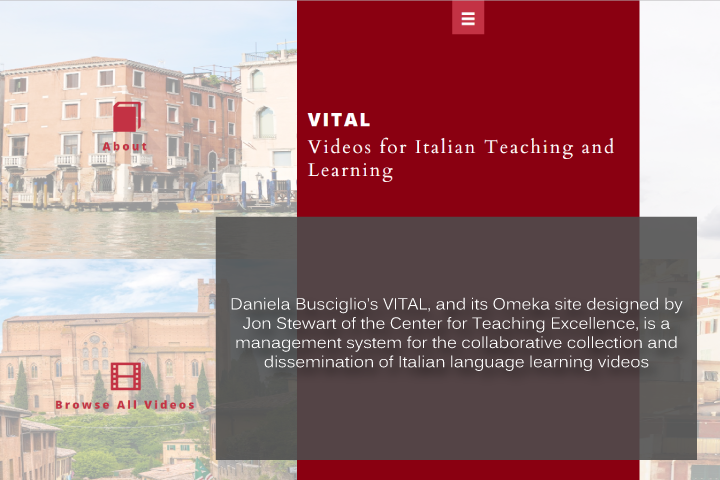 VITAL
Videos for Italian Teaching and
Learning
About
Daniela Busciglio's VITAL, and its Omeka site designed by
Jon Stewart of the Center for Teaching Excellence, is a
management system for the collaborative collection and
dissemination of Italian language learning videos
Browse All Videos